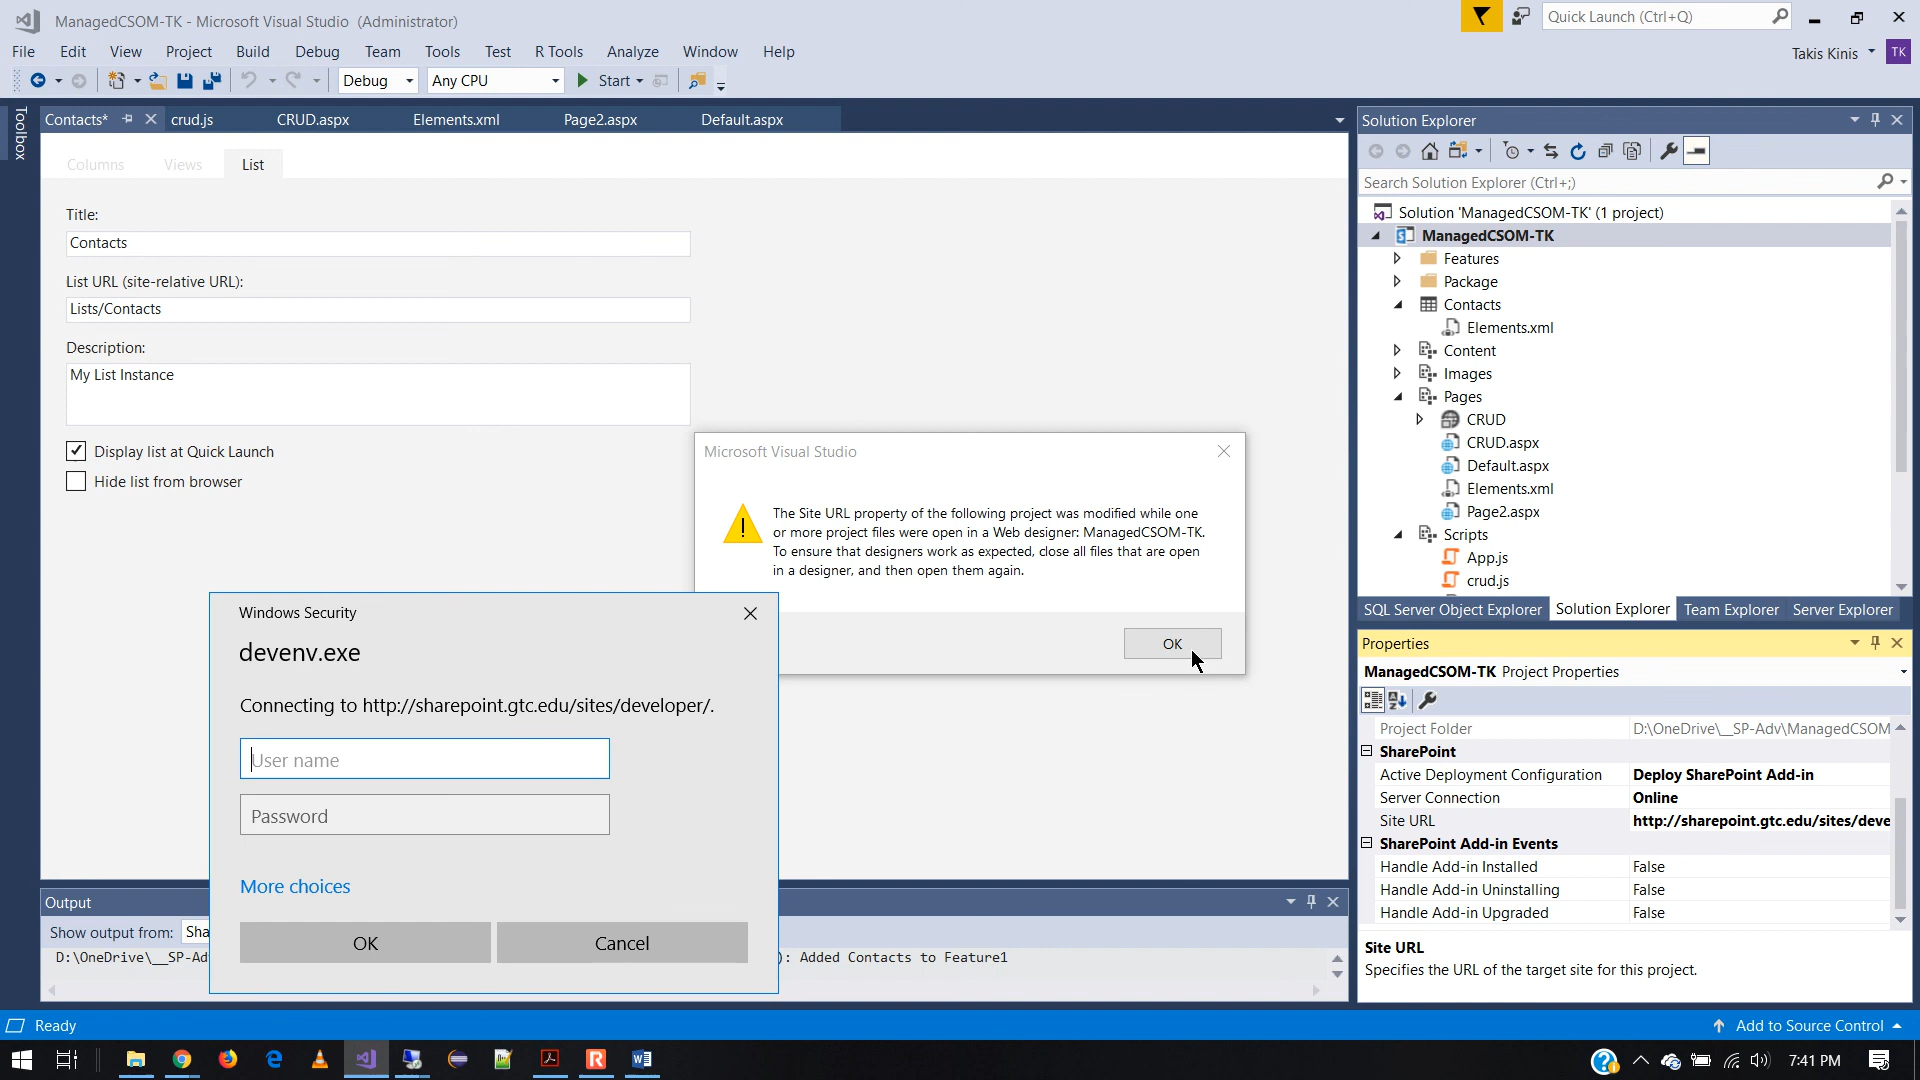 ManagedCSOM-TK - Microsoft Visual Studio (Administrator)
Quick Launch (Ctrl+Q)
File Edit View Project Build Debug Team Tools Test R Tools Analyze Window Help
Takis Kinis TK
Debug Any CPU Start
Toolbox
Contacts* crud.js CRUD.aspx Elements.xml Page2.aspx Default.aspx
Columns Views List
Title:
Contacts
List URL (site-relative URL):
Lists/Contacts
Description:
My List Instance
Display list at Quick Launch
Hide list from browser
Microsoft Visual Studio
The Site URL property of the following project was modified while one
or more project files were open in a Web designer: ManagedCSOM-TK.
To ensure that designers work as expected, close all files that are open
in a designer, and then open them again.
OK
Windows Security
devenv.exe
Connecting to http://sharepoint.gtc.edu/sites/developer/.
User name
Password
More choices
OK Cancel
Output
Show output from: Sha
D:\OneDrive\__SP-Ad ): Added Contacts to Feature1
Solution Explorer
Search Solution Explorer (Ctrl+;)
Solution 'ManagedCSOM-TK' (1 project)
ManagedCSOM-TK
Features
Package
Contacts
Elements.xml
Content
Images
Pages
CRUD
CRUD.aspx
Default.aspx
Elements.xml
Page2.aspx
Scripts
App.js
crud.js
SQL Server Object Explorer Solution Explorer Team Explorer Server Explorer
Properties
ManagedCSOM-TK Project Properties
Project Folder D:\OneDrive\__SP-Adv\ManagedCSOM
SharePoint
Active Deployment Configuration Deploy SharePoint Add-in
Server Connection Online
Site URL http://sharepoint.gtc.edu/sites/deve
SharePoint Add-in Events
Handle Add-in Installed False
Handle Add-in Uninstalling False
Handle Add-in Upgraded False
Site URL
Specifies the URL of the target site for this project.
Ready
Add to Source Control
7:41 PM